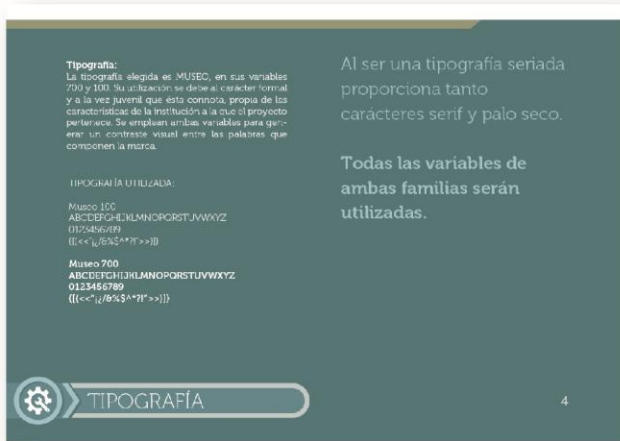 Tipografía:
La tipografía elegida es MUSEO, en sus variables
700 y 100. Su utilización se debe al carácter formal
y a la vez juvenil que ésta connota, propia de las
características de la institución a la que el proyecto
pertenece. Se emplean ambas variables para gen-
erar un contraste visual entre las palabras que
componen la marca.
TIPOGRAFÍA UTILIZADA:
Museo 100
ABCDEFGHIJKLMNOPQRSTUVWXYZ
0123456789
{[(<<"¡¿/&%$^*?!">>)]}
Museo 700
ABCDEFGHIJKLMNOPQRSTUVWXYZ
0123456789
{[(<<"¡¿/&%$^*?!">>)]}
Al ser una tipografía seriada
proporciona tanto
carácteres serif y palo seco.
Todas las variables de
ambas familias serán
utilizadas.
TIPOGRAFÍA
4